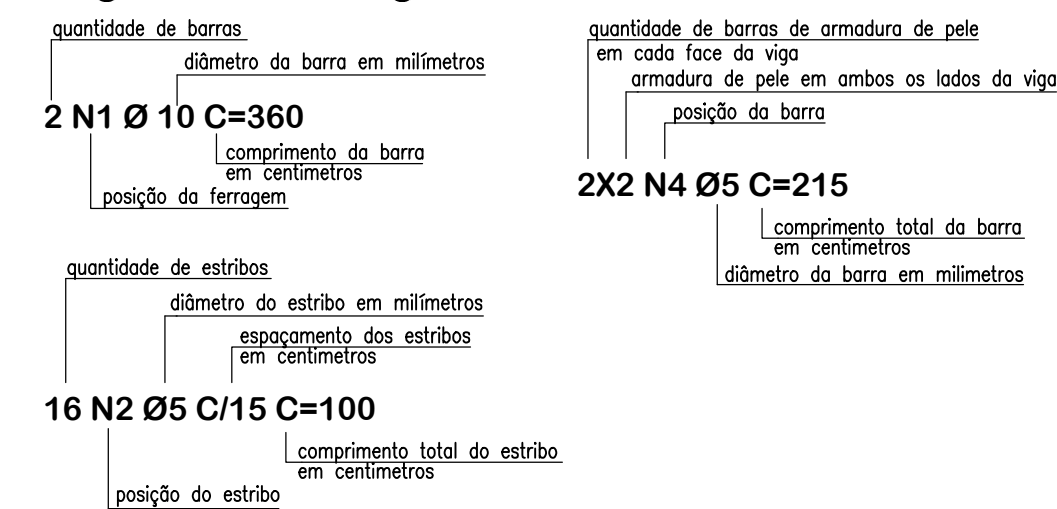 quantidade de barras
diâmetro da barra em milímetros
2 N1 Ø 10 C=360
comprimento da barra
em centimetros
posição da ferragem
quantidade de barras de armadura de pele
em cada face da viga
armadura de pele em ambos os lados da viga
posição da barra
2X2 N4 Ø5 C=215
comprimento total da barra
em centimetros
diâmetro da barra em milimetros
quantidade de estribos
diâmetro do estribo em milímetros
espaçamento dos estribos
em centimetros
16 N2 Ø5 C/15 C=100
comprimento total do estribo
em centimetros
posição do estribo